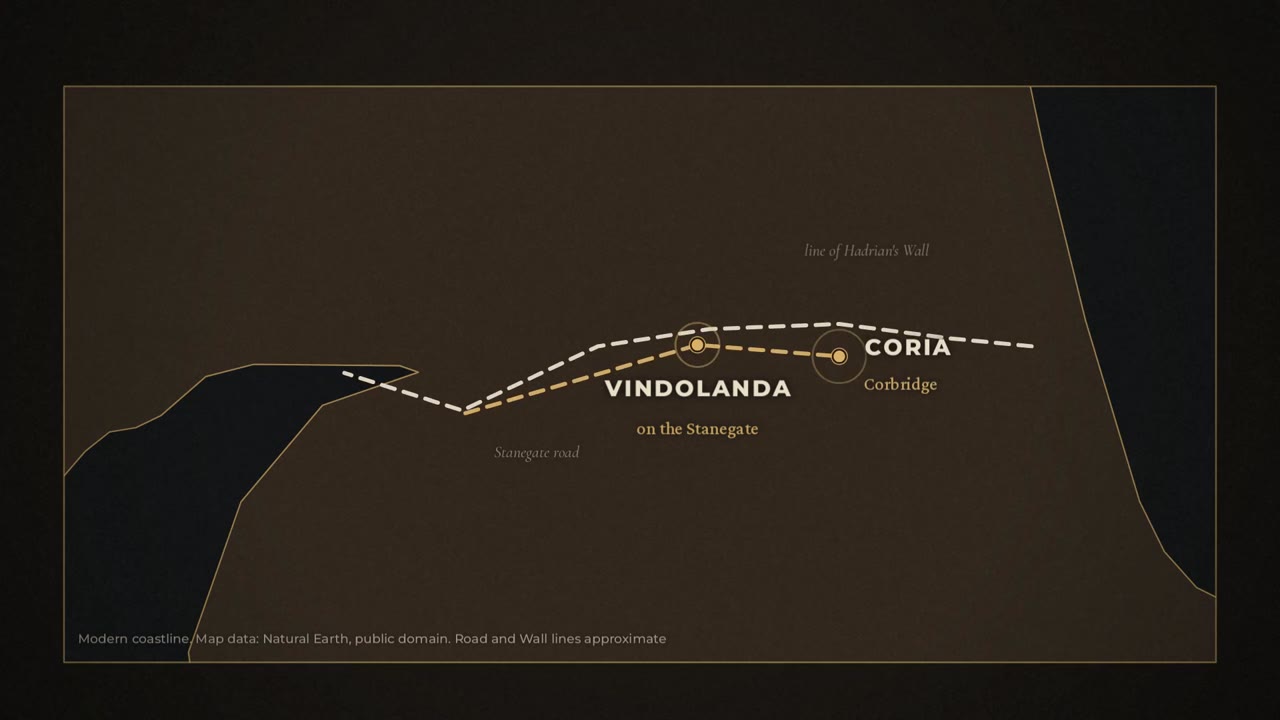 line of Hadrian's Wall
CORIA
Corbridge
VINDOLANDA
on the Stanegate
Stanegate road
Modern coastline. Map data: Natural Earth, public domain. Road and Wall lines approximate